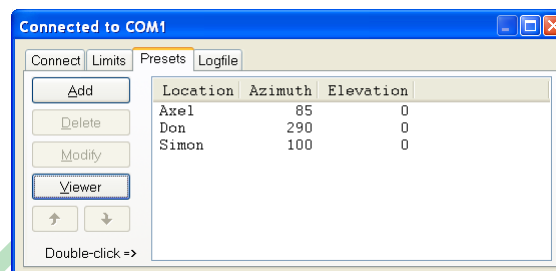 Connected to COM1
Connect Limits Presets Logfile
Add
Delete
Modify
Viewer
Double-click =>
Location Azimuth Elevation
Axel 85 0
Don 290 0
Simon 100 0